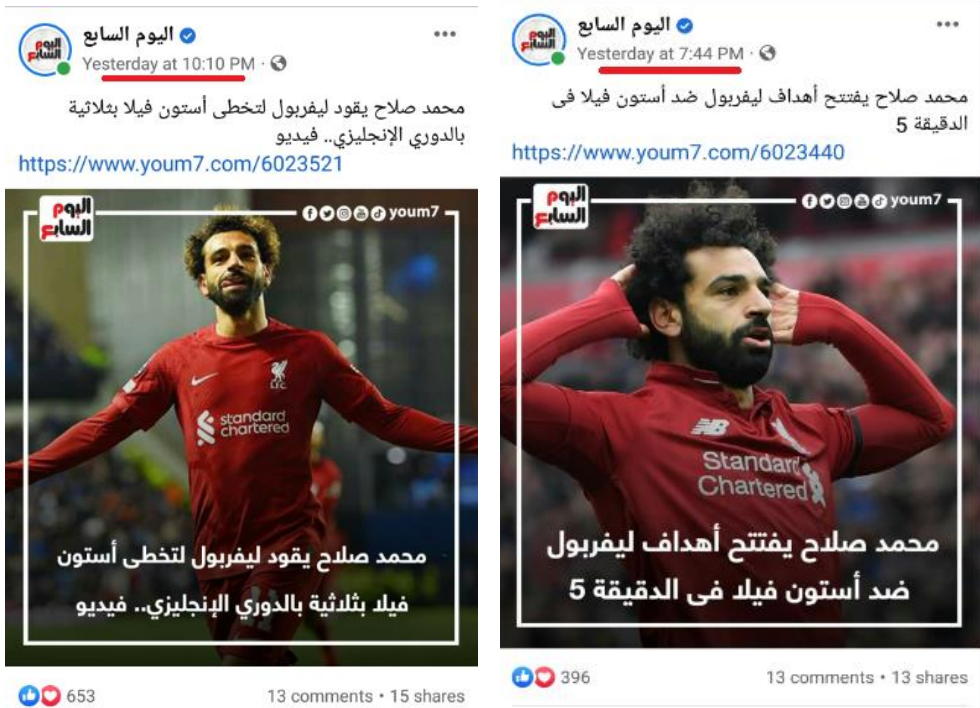 اليوم السابع
Yesterday at 10:10 PM ·
محمد صلاح يقود ليفربول لتخطى أستون فيلا بثلاثية
بالدوري الإنجليزي.. فيديو
https://www.youm7.com/6023521
اليوم السابع
youm7
L.F.C.
standard
chartered
محمد صلاح يقود ليفربول لتخطى أستون
فيلا بثلاثية بالدوري الإنجليزي.. فيديو
653
13 comments • 15 shares
اليوم السابع
Yesterday at 7:44 PM ·
محمد صلاح يفتتح أهداف ليفربول ضد أستون فيلا فى
الدقيقة 5
https://www.youm7.com/6023440
اليوم السابع
youm7
NB
Standard
Chartered
محمد صلاح يفتتح أهداف ليفربول
ضد أستون فيلا فى الدقيقة 5
396
13 comments • 13 shares